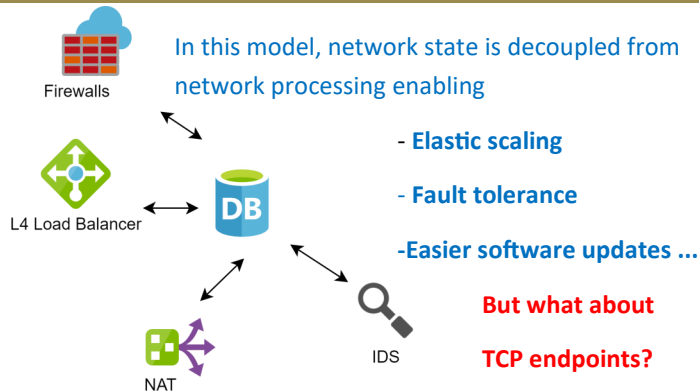 In this model, network state is decoupled from
network processing enabling
Firewalls
- Elastic scaling
L4 Load Balancer
DB
- Fault tolerance
-Easier software updates ...
But what about
TCP endpoints?
IDS
NAT